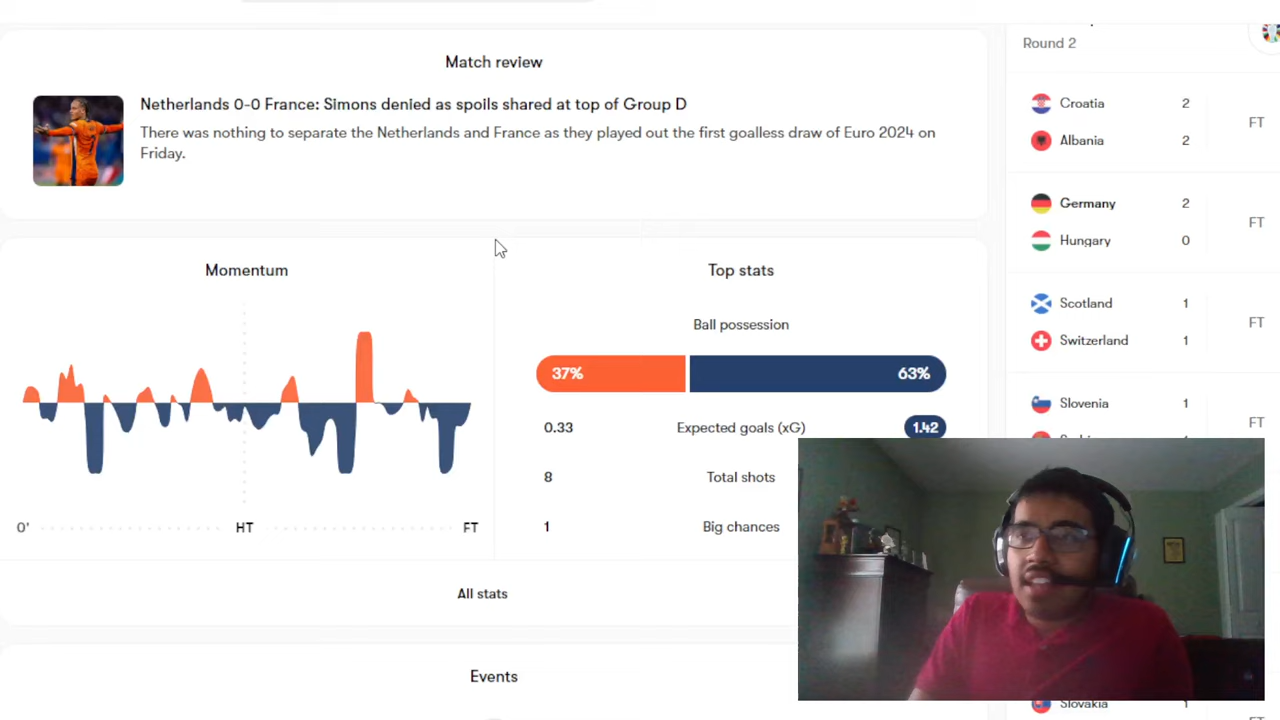 Match review
Netherlands 0-0 France: Simons denied as spoils shared at top of Group D
There was nothing to separate the Netherlands and France as they played out the first goalless draw of Euro 2024 on
Friday.
Momentum
0'
HT
FT
Top stats
Ball possession
37% 63%
0.33 Expected goals (xG) 1.42
8 Total shots
1 Big chances
All stats
Events
Round 2
Croatia 2
FT
Albania 2
Germany 2
FT
Hungary 0
Scotland 1
FT
Switzerland 1
Slovenia 1
FT
Slovakia 1